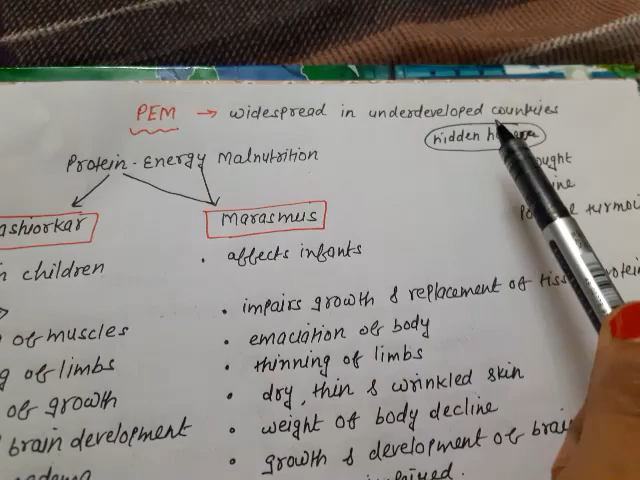 PEM → widespread in underdeveloped countries
hidden
Protein - Energy Malnutrition
ought
ine
turmoi
ashiorkar
Marasmus
n children
• affects infants
• impairs growth & replacement of tiss rotein
of muscles
• emaciation of body
g of limbs
• thinning of limbs
of growth
• dry, thin & wrinkled skin
brain development
• weight of body decline
• growth & development of brain